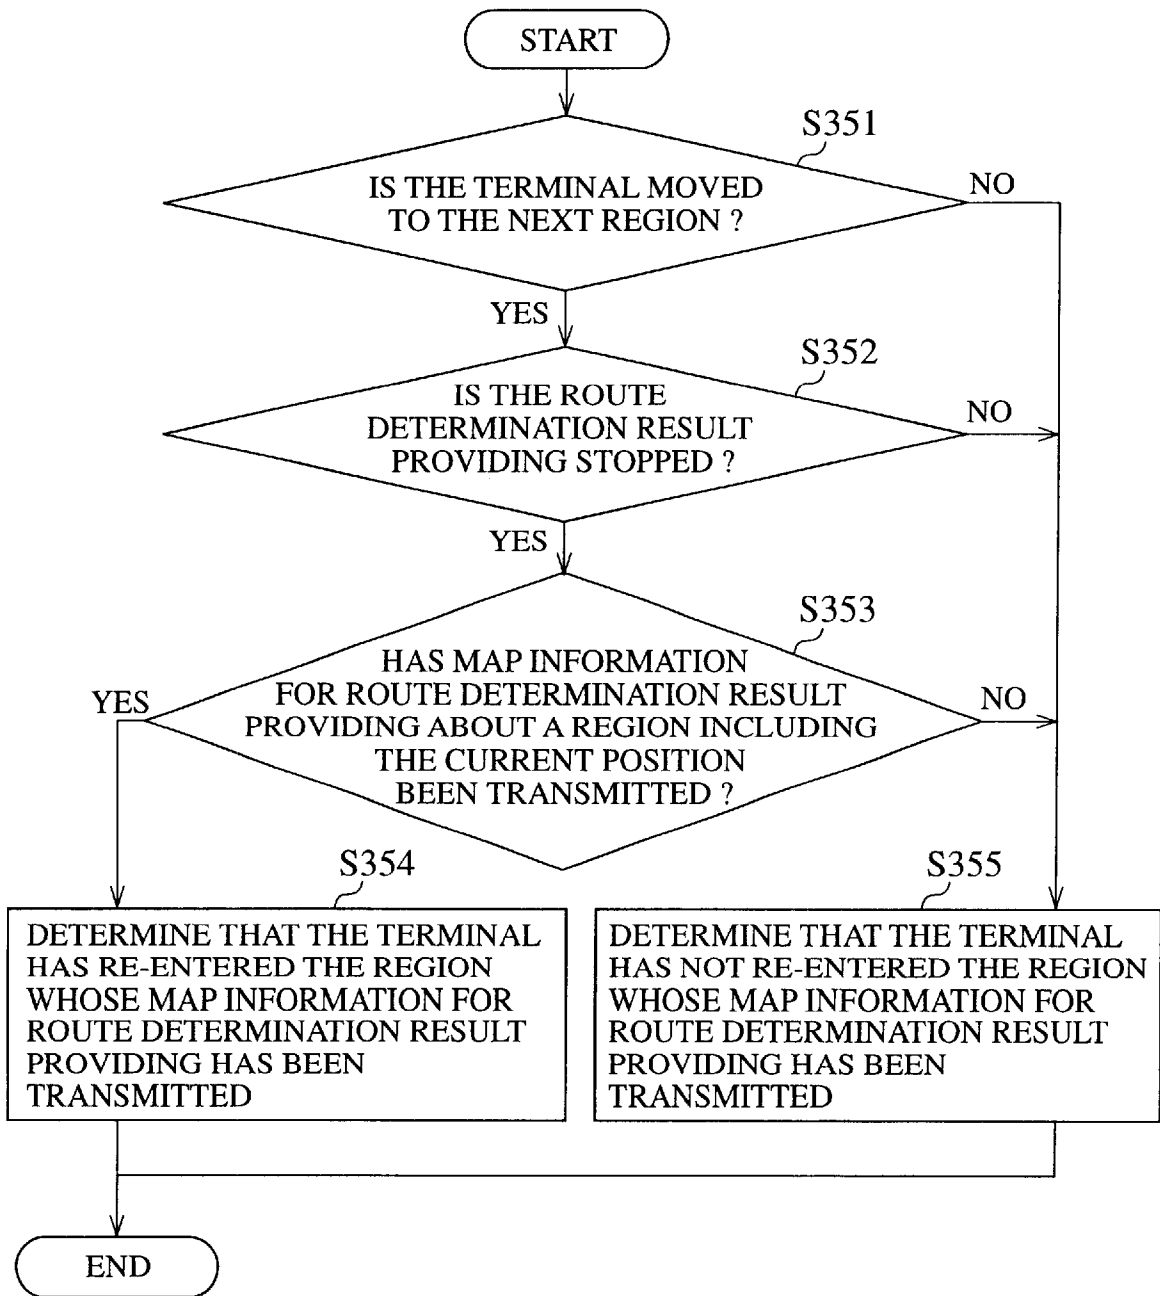 START
S351
IS THE TERMINAL MOVED
TO THE NEXT REGION ?
NO
YES
S352
IS THE ROUTE
DETERMINATION RESULT
PROVIDING STOPPED ?
NO
YES
S353
HAS MAP INFORMATION
FOR ROUTE DETERMINATION RESULT
PROVIDING ABOUT A REGION INCLUDING
THE CURRENT POSITION
BEEN TRANSMITTED ?
YES
NO
S354
DETERMINE THAT THE TERMINAL
HAS RE-ENTERED THE REGION
WHOSE MAP INFORMATION FOR
ROUTE DETERMINATION RESULT
PROVIDING HAS BEEN
TRANSMITTED
S355
DETERMINE THAT THE TERMINAL
HAS NOT RE-ENTERED THE REGION
WHOSE MAP INFORMATION FOR
ROUTE DETERMINATION RESULT
PROVIDING HAS BEEN
TRANSMITTED
END